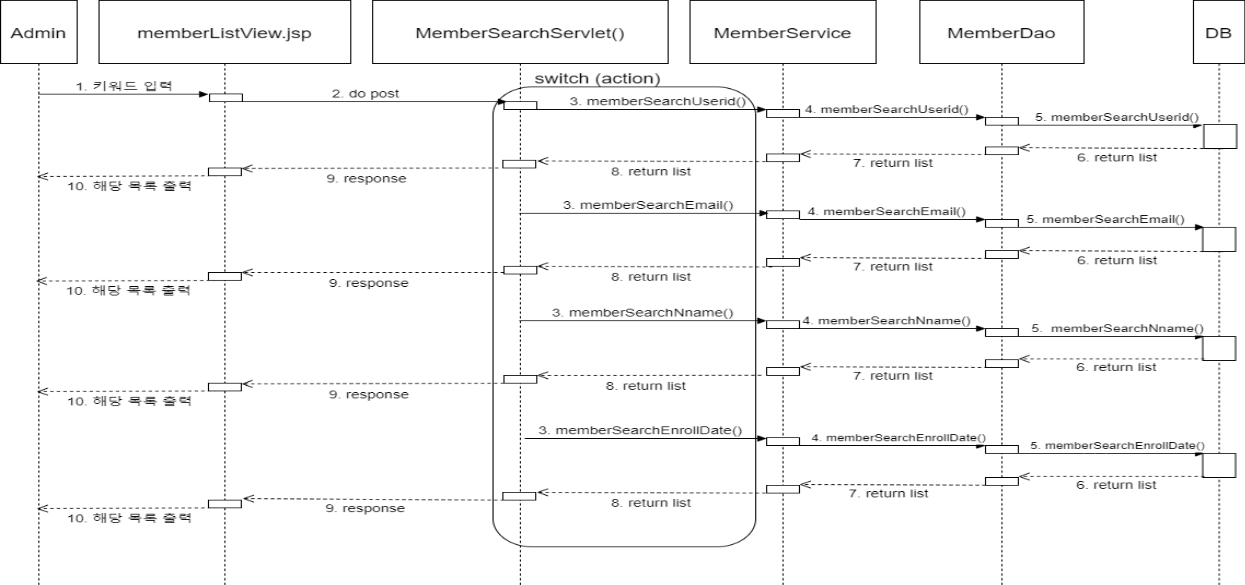 Admin
memberListView.jsp
MemberSearchServlet()
MemberService
MemberDao
DB
switch (action)
1. 키워드 입력
2. do post
3. memberSearchUserid()
4. memberSearchUserid()
5. memberSearchUserid()
6. return list
7. return list
8. return list
9. response
10. 해당 목록 출력
3. memberSearchEmail()
4. memberSearchEmail()
5. memberSearchEmail()
6. return list
7. return list
8. return list
9. response
10. 해당 목록 출력
3. memberSearchNname()
4. memberSearchNname()
5. memberSearchNname()
6. return list
7. return list
8. return list
9. response
10. 해당 목록 출력
3. memberSearchEnrollDate()
4. memberSearchEnrollDate()
5. memberSearchEnrollDate()
6. return list
7. return list
8. return list
9. response
10. 해당 목록 출력